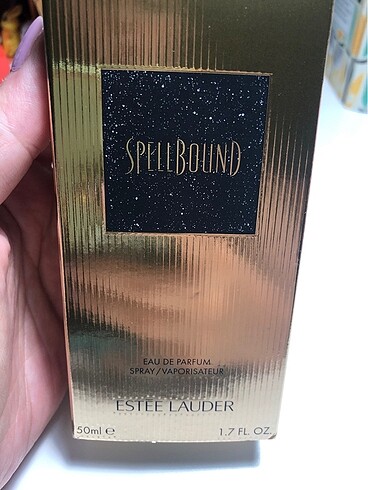 SPELLBOUND
EAU DE PARFUM
SPRAY/VAPORISATEUR
ESTEE LAUDER
50ml ℮ 1.7 FL. OZ.